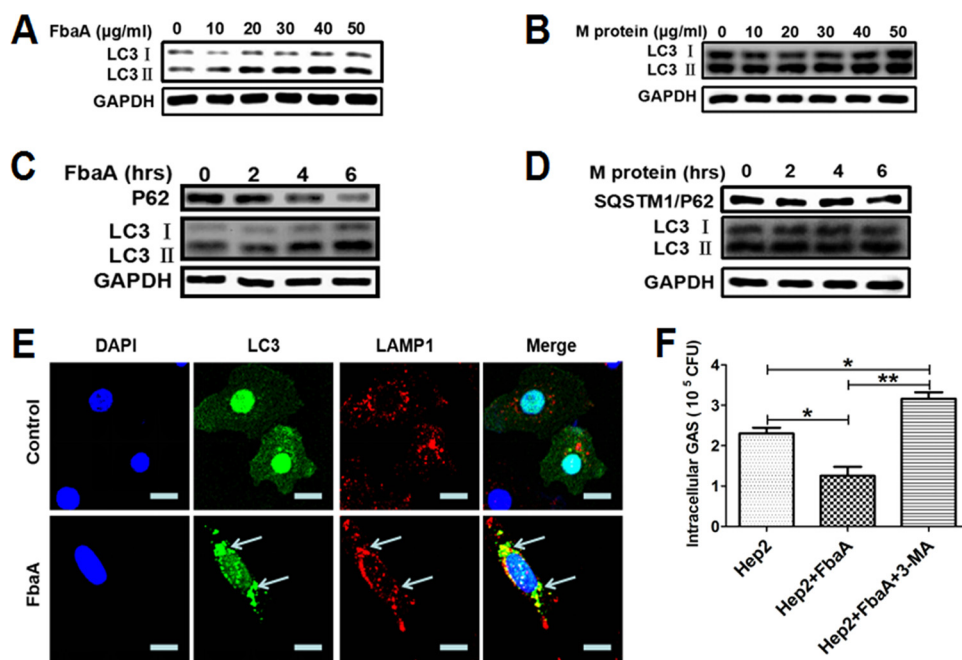 A
FbaA (µg/ml) 0 10 20 30 40 50
LC3 Ⅰ
LC3 Ⅱ
GAPDH
B
M protein (µg/ml) 0 10 20 30 40 50
LC3 Ⅰ
LC3 Ⅱ
GAPDH
C
FbaA (hrs) 0 2 4 6
P62
LC3 Ⅰ
LC3 Ⅱ
GAPDH
D
M protein (hrs) 0 2 4 6
SQSTM1/P62
LC3 Ⅰ
LC3 Ⅱ
GAPDH
E
DAPI LC3 LAMP1 Merge
Control
FbaA
F
Intracellular GAS ( 10 5 CFU)
4
3
2
1
0
*
**
*
Hep2
Hep2+FbaA
Hep2+FbaA+3-MA